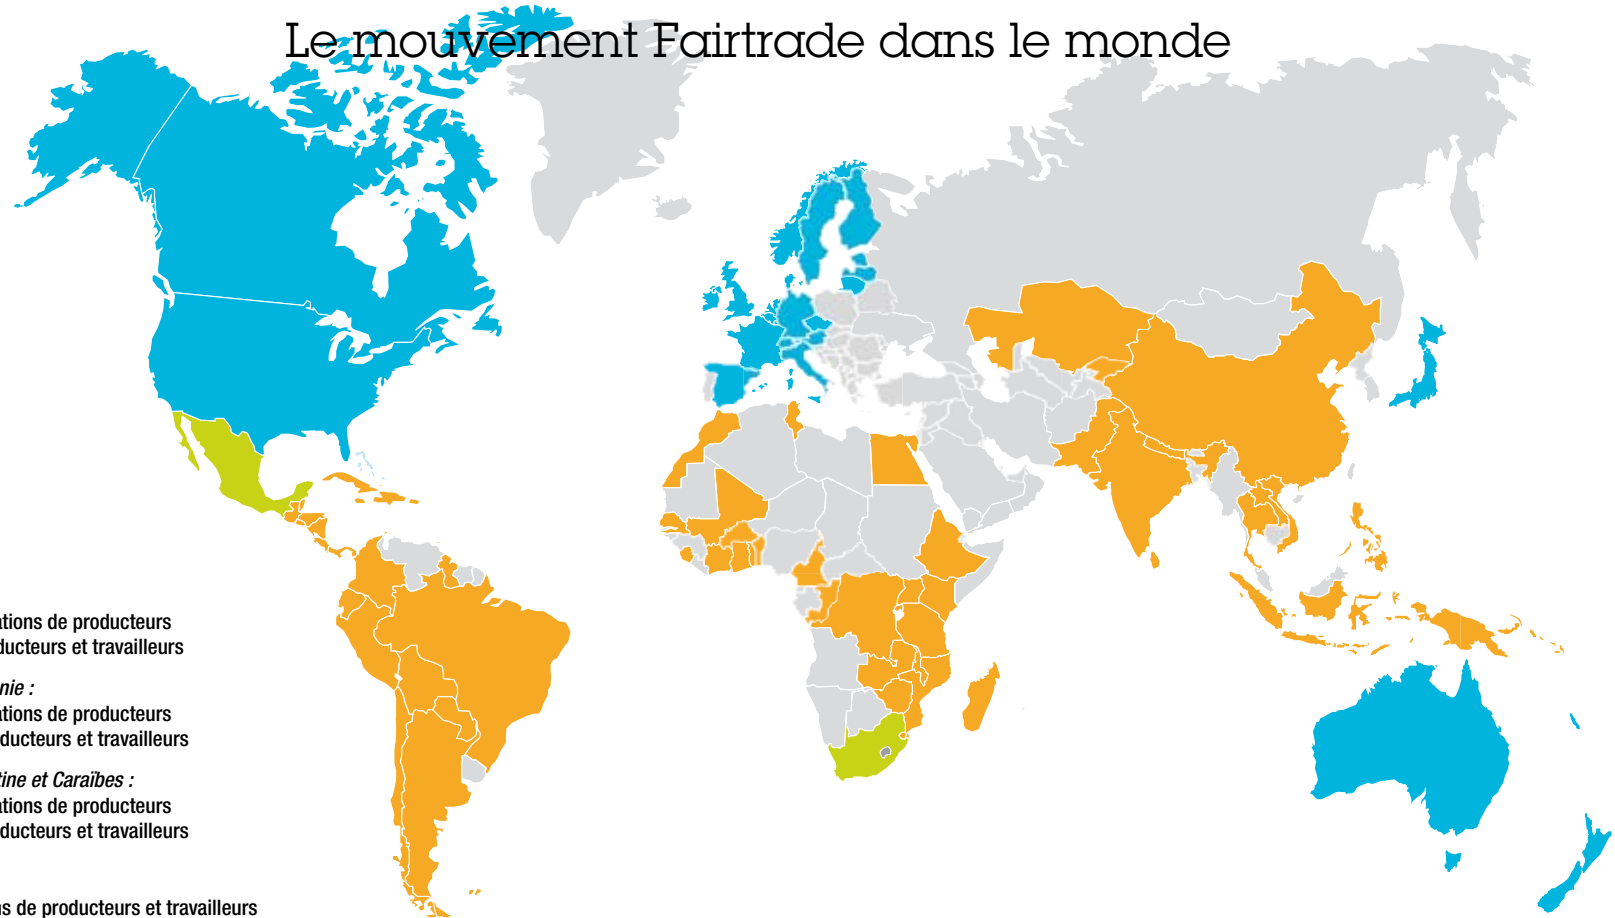 Le mouvement Fairtrade dans le monde
ations de producteurs
ducteurs et travailleurs
nie :
ations de producteurs
ducteurs et travailleurs
tine et Caraïbes :
ations de producteurs
ducteurs et travailleurs
ns de producteurs et travailleurs